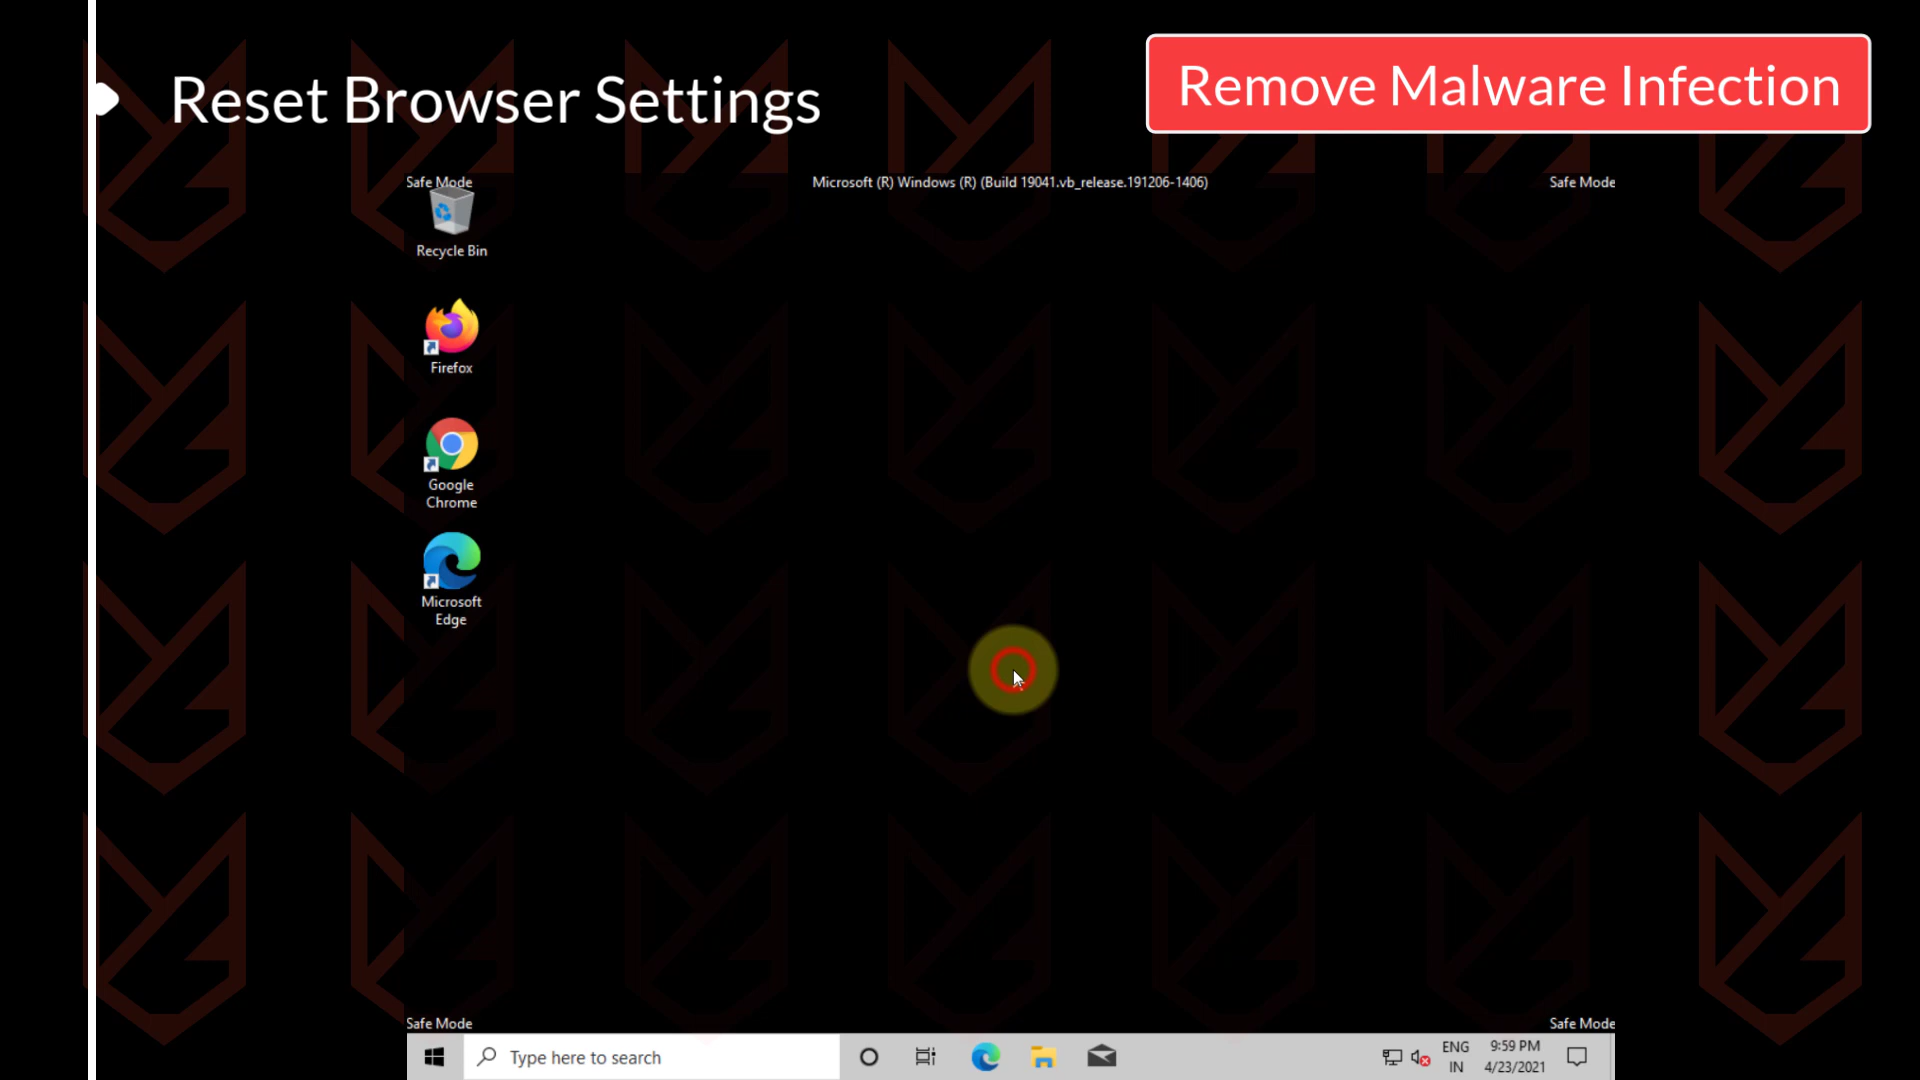 Reset Browser Settings
Remove Malware Infection
Safe Mode
Microsoft (R) Windows (R) (Build 19041.vb_release.191206-1406)
Safe Mode
Recycle Bin
Firefox
Google
Chrome
Microsoft
Edge
Safe Mode
Safe Mode
Type here to search
ENG
IN
9:59 PM
4/23/2021